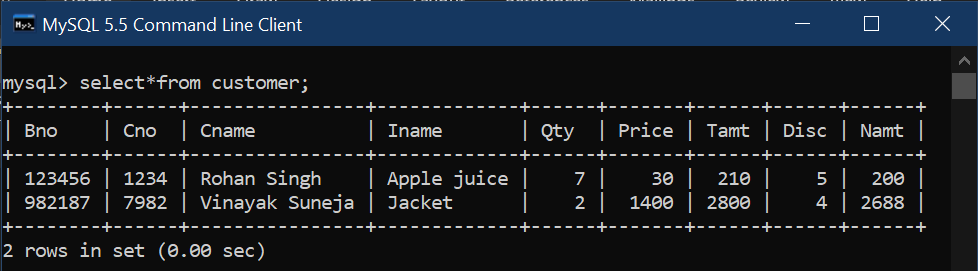 MySQL 5.5 Command Line Client
mysql> select*from customer;
+--------+------+----------------+-------------+------+-------+------+------+------+
| Bno    | Cno  | Cname          | Iname       | Qty  | Price | Tamt | Disc | Namt |
+--------+------+----------------+-------------+------+-------+------+------+------+
| 123456 | 1234 | Rohan Singh    | Apple juice |    7 |    30 |  210 |    5 |  200 |
| 982187 | 7982 | Vinayak Suneja | Jacket      |    2 |  1400 | 2800 |    4 | 2688 |
+--------+------+----------------+-------------+------+-------+------+------+------+
2 rows in set (0.00 sec)